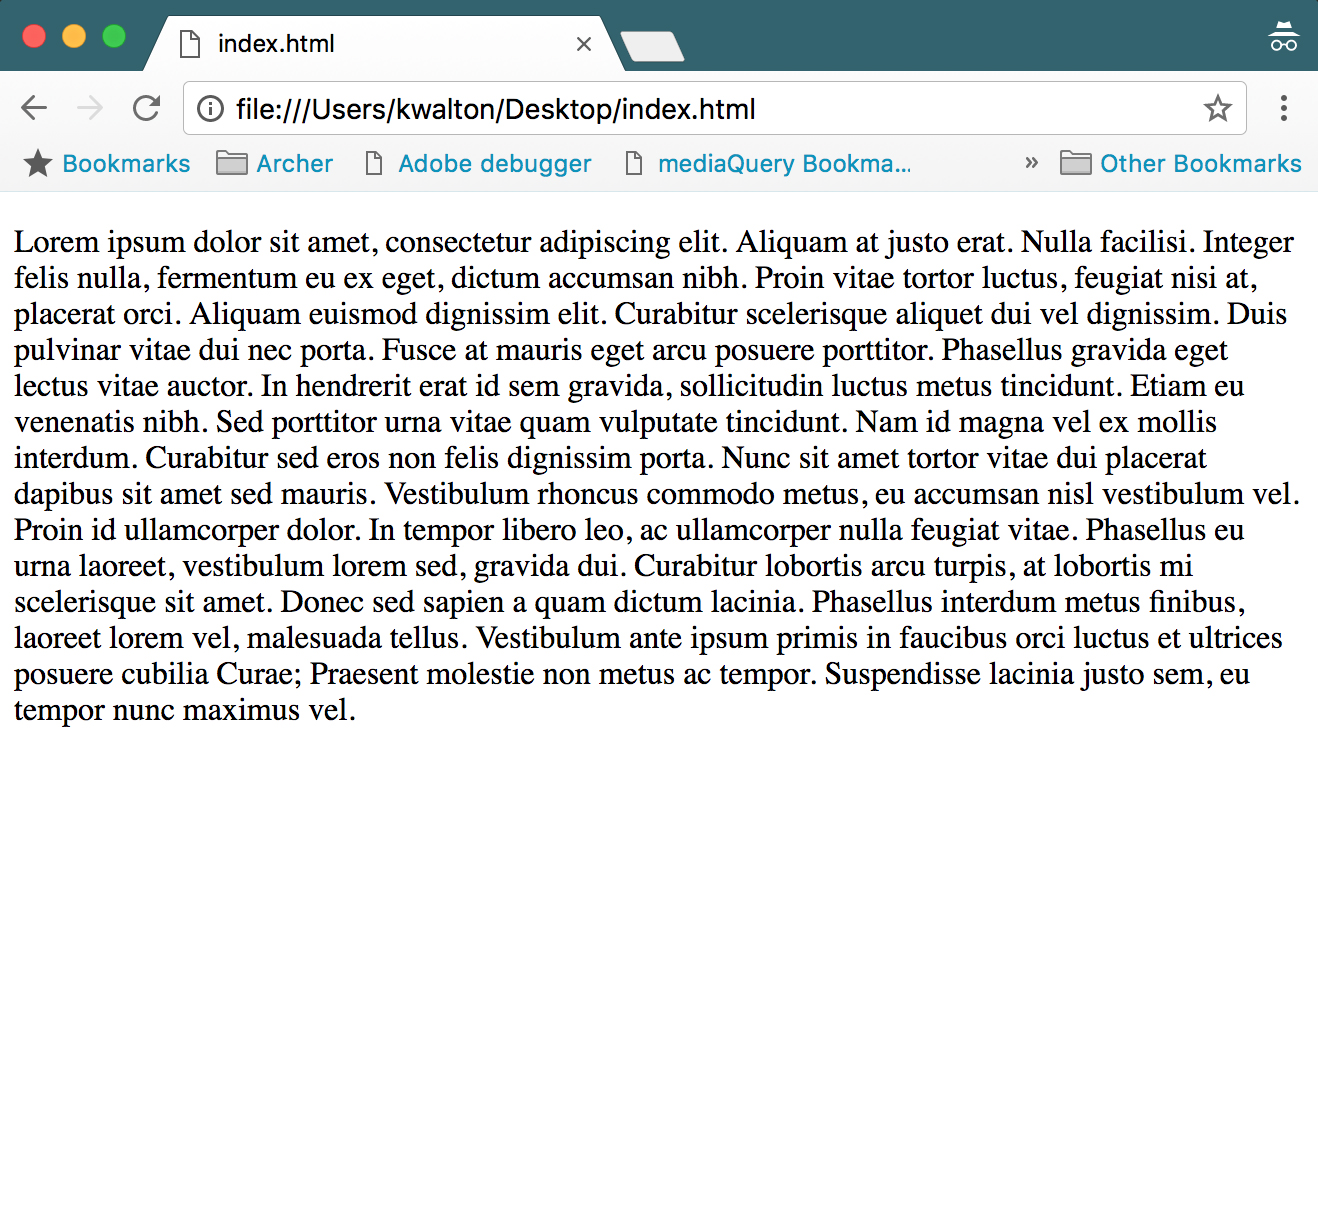 index.html
file:///Users/kwalton/Desktop/index.html
Bookmarks Archer Adobe debugger mediaQuery Bookma... » Other Bookmarks
Lorem ipsum dolor sit amet, consectetur adipiscing elit. Aliquam at justo erat. Nulla facilisi. Integer
felis nulla, fermentum eu ex eget, dictum accumsan nibh. Proin vitae tortor luctus, feugiat nisi at,
placerat orci. Aliquam euismod dignissim elit. Curabitur scelerisque aliquet dui vel dignissim. Duis
pulvinar vitae dui nec porta. Fusce at mauris eget arcu posuere porttitor. Phasellus gravida eget
lectus vitae auctor. In hendrerit erat id sem gravida, sollicitudin luctus metus tincidunt. Etiam eu
venenatis nibh. Sed porttitor urna vitae quam vulputate tincidunt. Nam id magna vel ex mollis
interdum. Curabitur sed eros non felis dignissim porta. Nunc sit amet tortor vitae dui placerat
dapibus sit amet sed mauris. Vestibulum rhoncus commodo metus, eu accumsan nisl vestibulum vel.
Proin id ullamcorper dolor. In tempor libero leo, ac ullamcorper nulla feugiat vitae. Phasellus eu
urna laoreet, vestibulum lorem sed, gravida dui. Curabitur lobortis arcu turpis, at lobortis mi
scelerisque sit amet. Donec sed sapien a quam dictum lacinia. Phasellus interdum metus finibus,
laoreet lorem vel, malesuada tellus. Vestibulum ante ipsum primis in faucibus orci luctus et ultrices
posuere cubilia Curae; Praesent molestie non metus ac tempor. Suspendisse lacinia justo sem, eu
tempor nunc maximus vel.